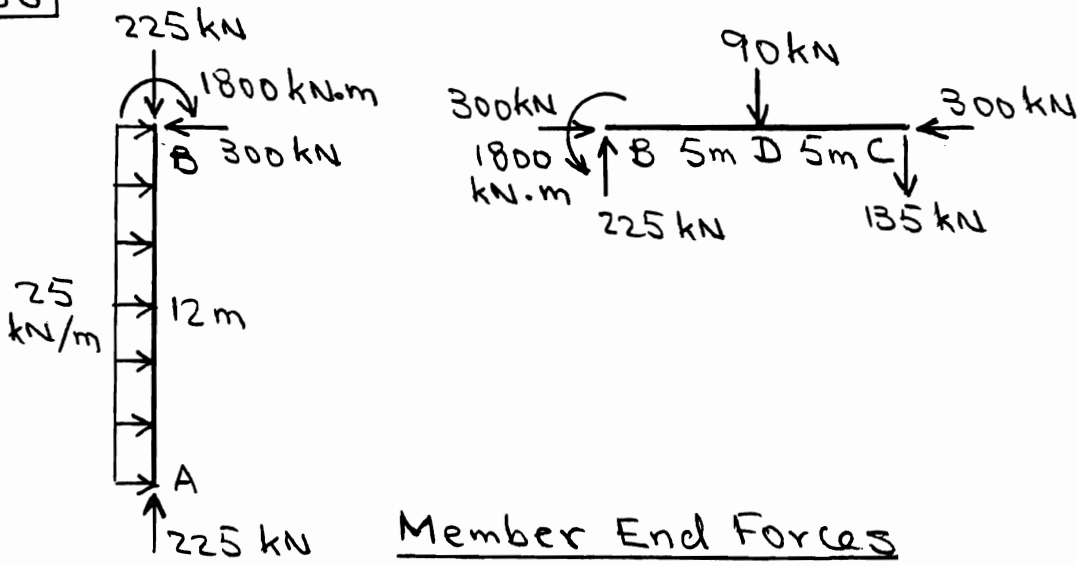 225 kN
1800 kN.m
B 300 kN
25
kN/m
12 m
A
225 kN
90 kN
300 kN
300 kN
B 5m D 5m C
1800
kN.m
225 kN
135 kN
Member End Forces